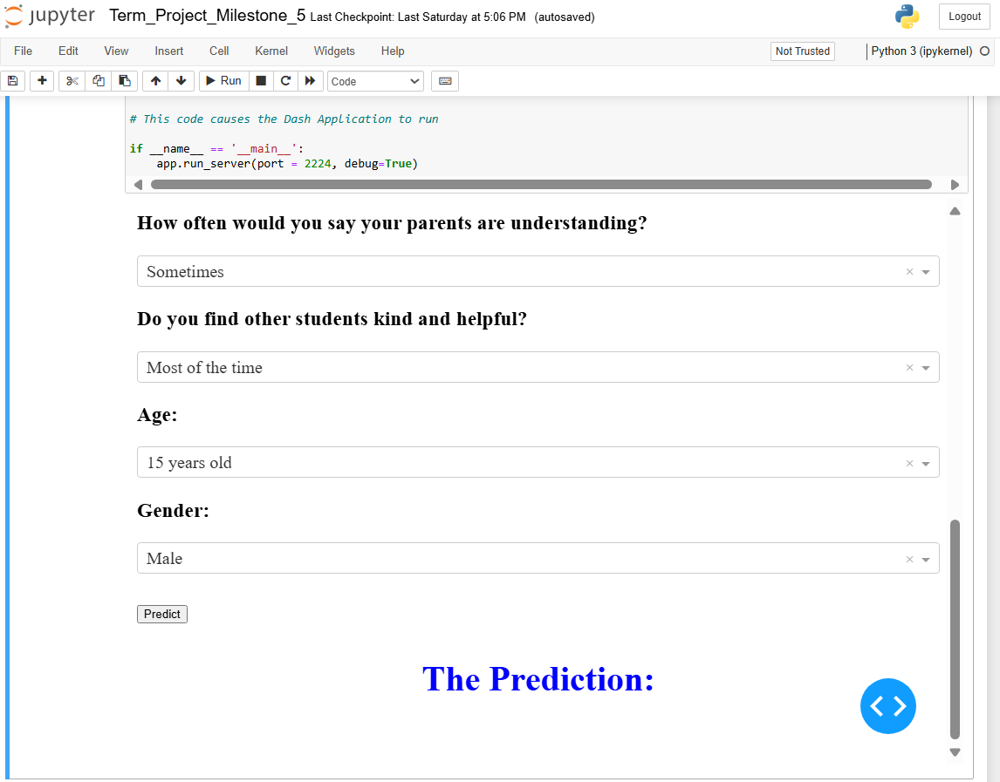 jupyter Term_Project_Milestone_5 Last Checkpoint: Last Saturday at 5:06 PM (autosaved) Logout
File Edit View Insert Cell Kernel Widgets Help Not Trusted Python 3 (ipykernel)
Run Code
# This code causes the Dash Application to run
if __name__ == '__main__':
    app.run_server(port = 2224, debug=True)
How often would you say your parents are understanding?
Sometimes
Do you find other students kind and helpful?
Most of the time
Age:
15 years old
Gender:
Male
Predict
The Prediction: